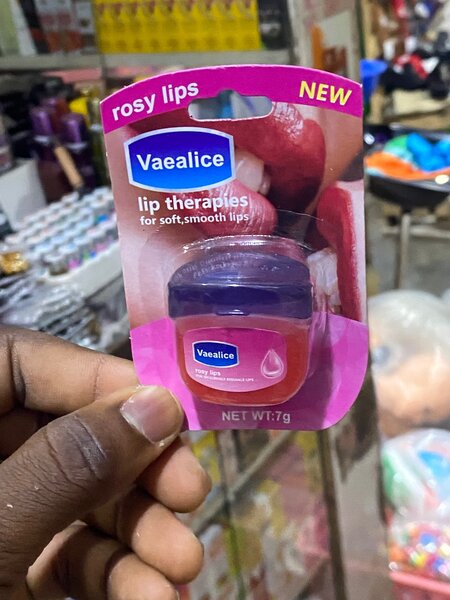 rosy lips
NEW
Vaealice
lip therapies
for soft,smooth lips
Vaealice
rosy lips
NET WT:7g